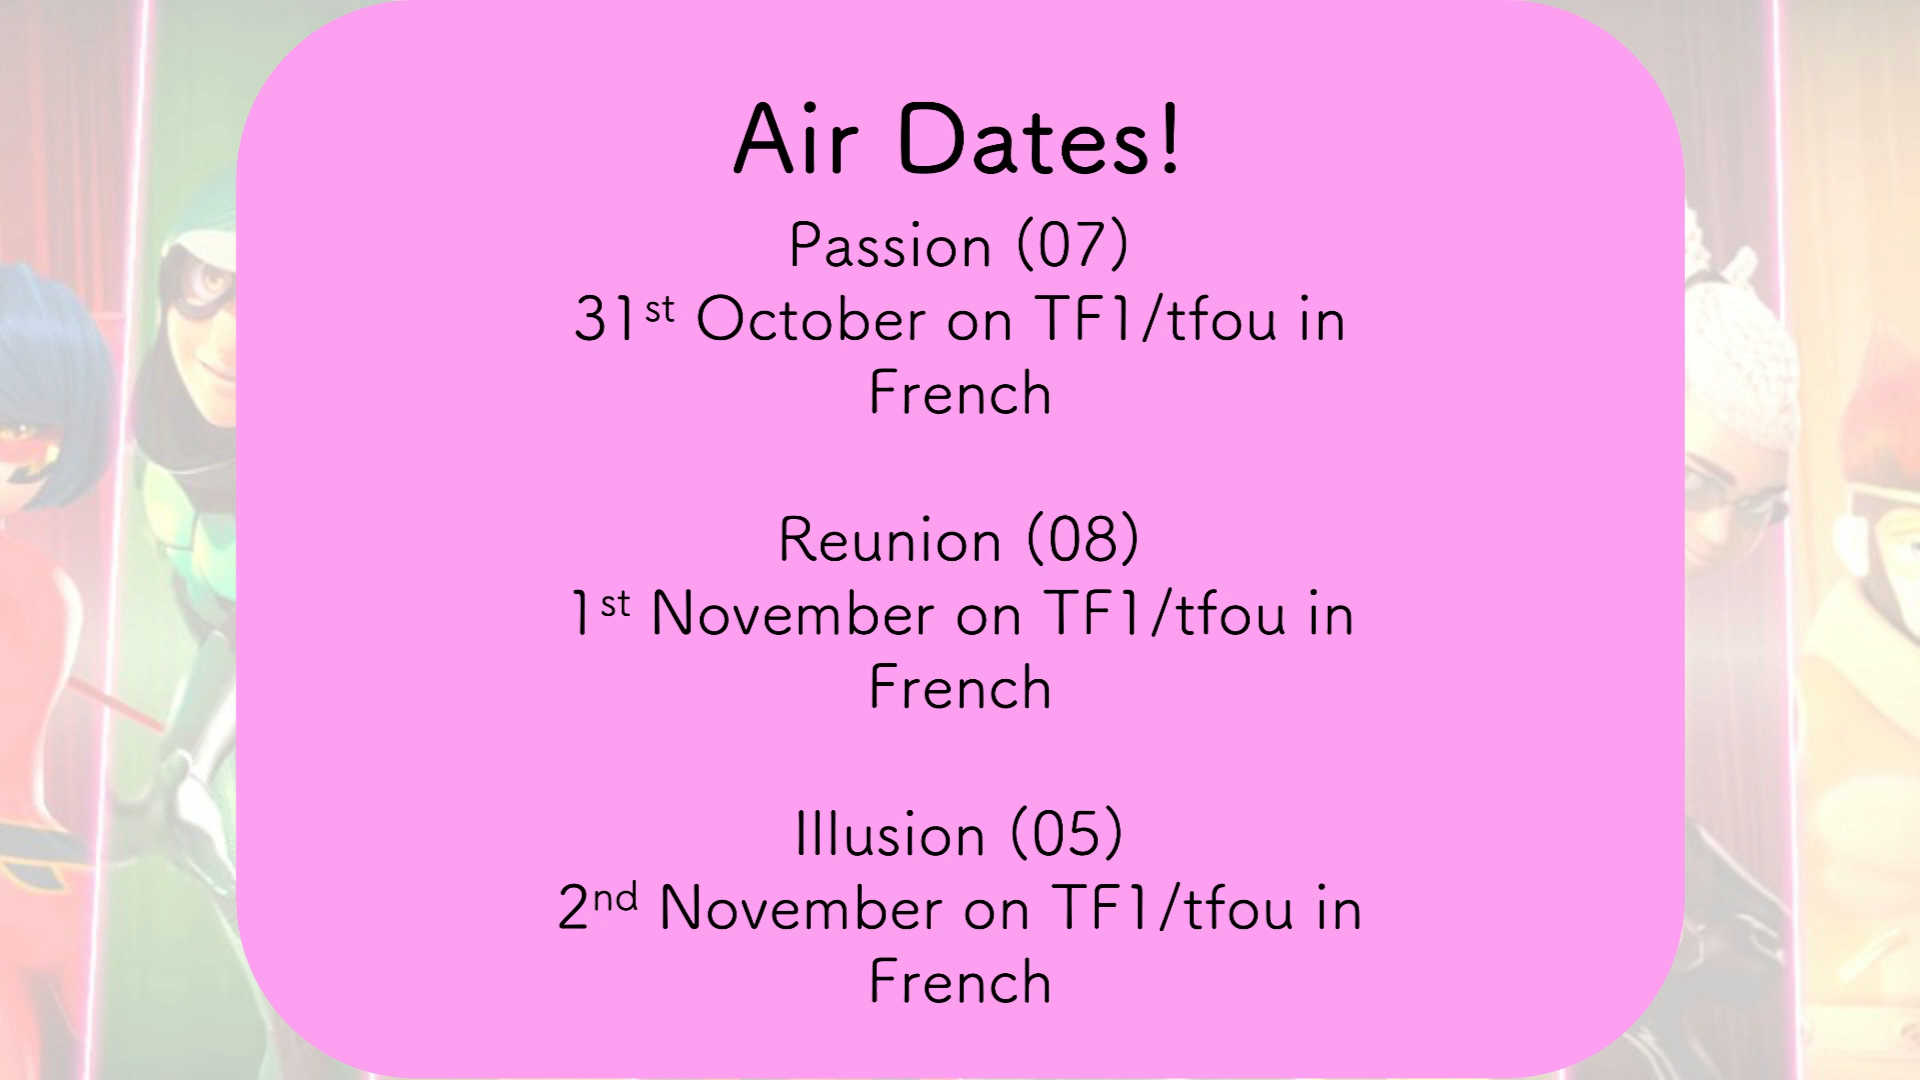 Air Dates!
Passion (07)
31st October on TF1/tfou in
French
Reunion (08)
1st November on TF1/tfou in
French
Illusion (05)
2nd November on TF1/tfou in
French